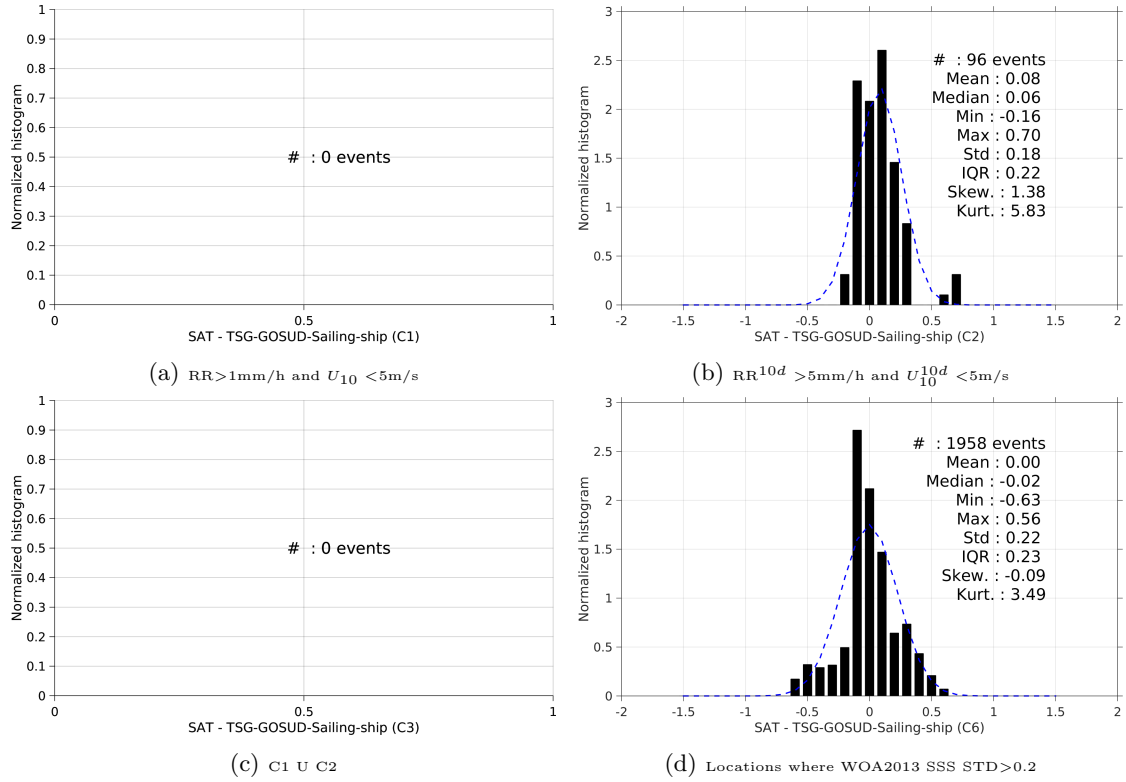 1
0.9
0.8
0.7
0.6
0.5
0.4
0.3
0.2
0.1
0
Normalized histogram
# : 0 events
0 0.5 1
SAT - TSG-GOSUD-Sailing-ship (C1)
(a) RR>1mm/h and U10 <5m/s
3
2.5
2
1.5
1
0.5
0
Normalized histogram
# : 96 events
Mean : 0.08
Median : 0.06
Min : -0.16
Max : 0.70
Std : 0.18
IQR : 0.22
Skew. : 1.38
Kurt. : 5.83
-2 -1.5 -1 -0.5 0 0.5 1 1.5 2
SAT - TSG-GOSUD-Sailing-ship (C2)
(b) RR10d >5mm/h and U10d10 <5m/s
1
0.9
0.8
0.7
0.6
0.5
0.4
0.3
0.2
0.1
0
Normalized histogram
# : 0 events
0 0.5 1
SAT - TSG-GOSUD-Sailing-ship (C3)
(c) C1 U C2
3
2.5
2
1.5
1
0.5
0
Normalized histogram
# : 1958 events
Mean : 0.00
Median : -0.02
Min : -0.63
Max : 0.56
Std : 0.22
IQR : 0.23
Skew. : -0.09
Kurt. : 3.49
-2 -1.5 -1 -0.5 0 0.5 1 1.5 2
SAT - TSG-GOSUD-Sailing-ship (C6)
(d) Locations where WOA2013 SSS STD>0.2